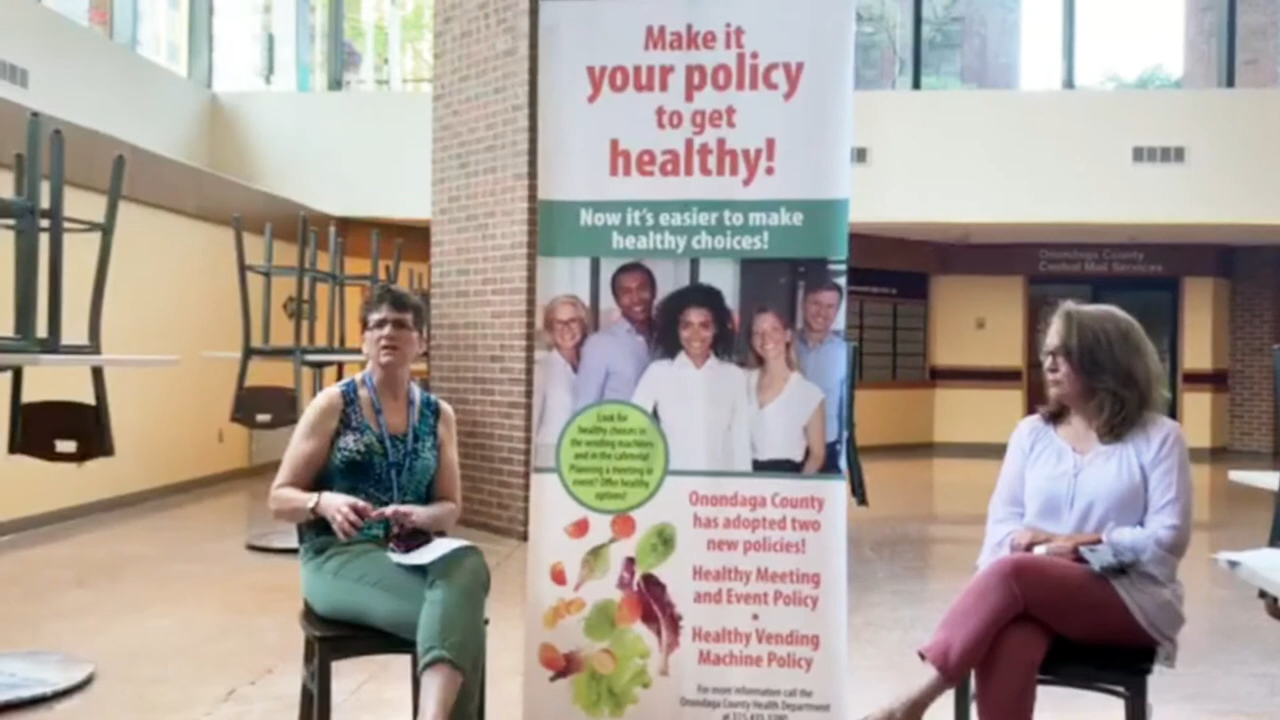 Make it
your policy
to get
healthy!
Now it's easier to make
healthy choices!
Look for
healthy choices in
the vending machines
and in the cafeteria!
Planning a meeting or
event? Offer healthy
options!
Onondaga County
has adopted two
new policies!
Healthy Meeting
and Event Policy
•
Healthy Vending
Machine Policy
For more information call the
Onondaga County Health Department
Onondaga County
Central Mail Services